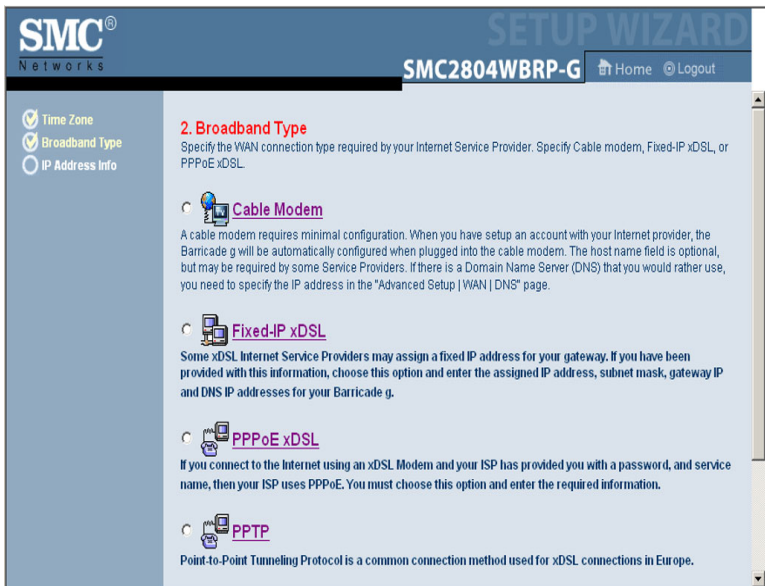 SMC®
Networks
SETUP WIZARD
SMC2804WBRP-G
Home
Logout
Time Zone
Broadband Type
IP Address Info
2. Broadband Type
Specify the WAN connection type required by your Internet Service Provider. Specify Cable modem, Fixed-IP xDSL, or
PPPoE xDSL.
Cable Modem
A cable modem requires minimal configuration. When you have setup an account with your Internet provider, the
Barricade g will be automatically configured when plugged into the cable modem. The host name field is optional,
but may be required by some Service Providers. If there is a Domain Name Server (DNS) that you would rather use,
you need to specify the IP address in the "Advanced Setup | WAN | DNS" page.
Fixed-IP xDSL
Some xDSL Internet Service Providers may assign a fixed IP address for your gateway. If you have been
provided with this information, choose this option and enter the assigned IP address, subnet mask, gateway IP
and DNS IP addresses for your Barricade g.
PPPoE xDSL
If you connect to the Internet using an xDSL Modem and your ISP has provided you with a password, and service
name, then your ISP uses PPPoE. You must choose this option and enter the required information.
PPTP
Point-to-Point Tunneling Protocol is a common connection method used for xDSL connections in Europe.